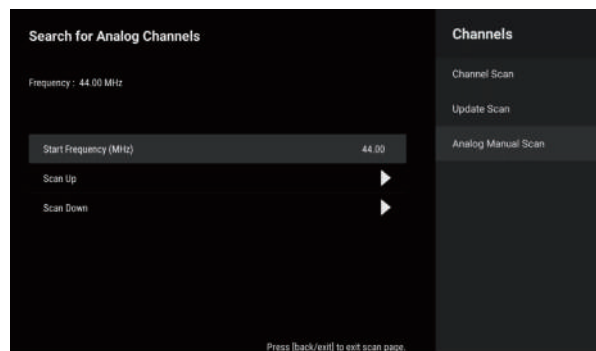 Search for Analog Channels
Frequency : 44.00 MHz
Start Frequency (MHz) 44.00
Scan Up
Scan Down
Press [back/exit] to exit scan page.
Channels
Channel Scan
Update Scan
Analog Manual Scan